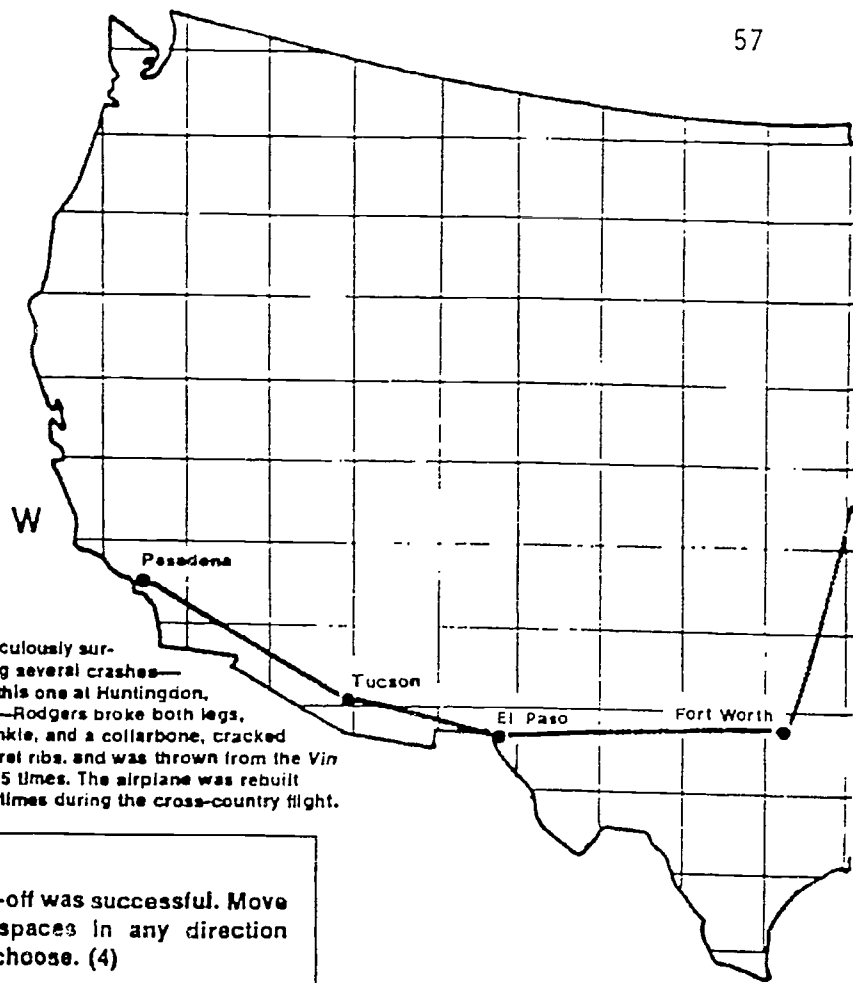 57
W
Pasadena
Tucson
El Paso
Fort Worth
culously sur-
g several crashes—
this one at Huntingdon,
—Rodgers broke both legs,
nkle, and a collarbone, cracked
ral ribs, and was thrown from the Vin
5 times. The airplane was rebuilt
times during the cross-country flight.
-off was successful. Move
spaces in any direction
choose. (4)